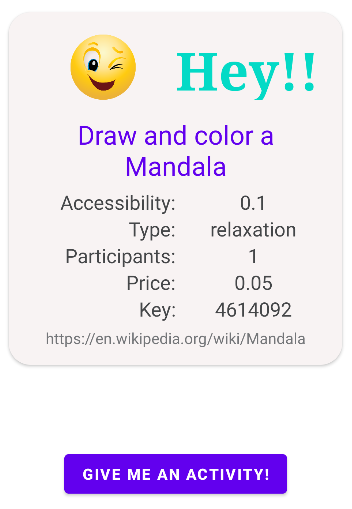 Hey!!
Draw and color a
Mandala
Accessibility: 0.1
Type: relaxation
Participants: 1
Price: 0.05
Key: 4614092
https://en.wikipedia.org/wiki/Mandala
GIVE ME AN ACTIVITY!